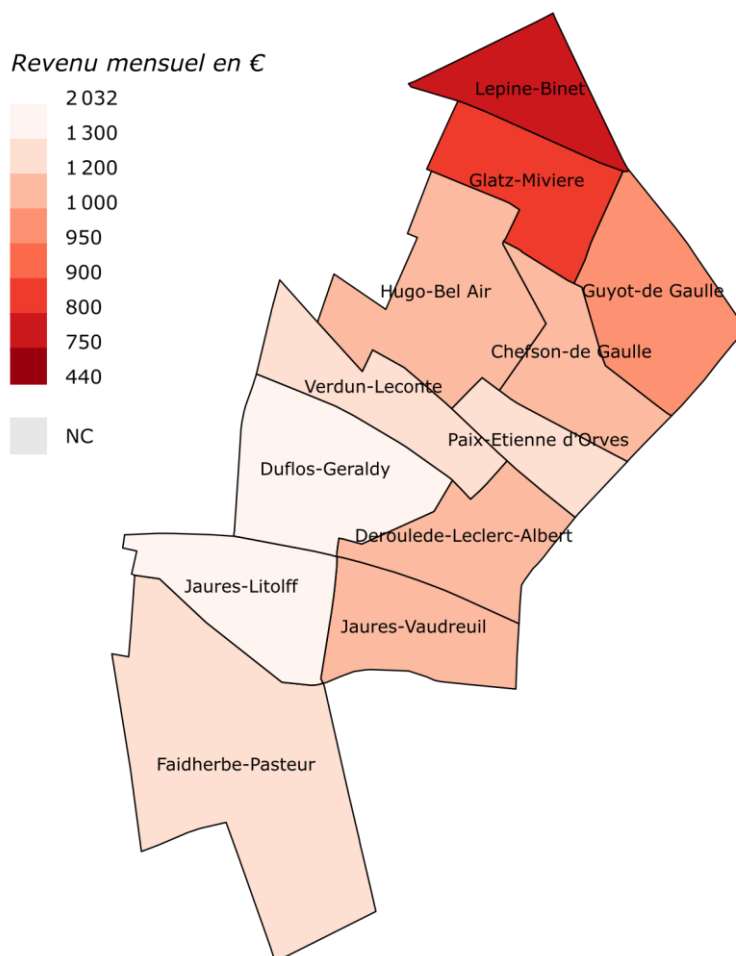 Revenu mensuel en €
2 032
1 300
1 200
1 000
950
900
800
750
440
NC
Lepine-Binet
Glatz-Miviere
Hugo-Bel Air
Guyot-de Gaulle
Chefson-de Gaulle
Verdun-Leconte
Paix-Etienne d'Orves
Duflos-Geraldy
Deroulede-Leclerc-Albert
Jaures-Litolff
Jaures-Vaudreuil
Faidherbe-Pasteur